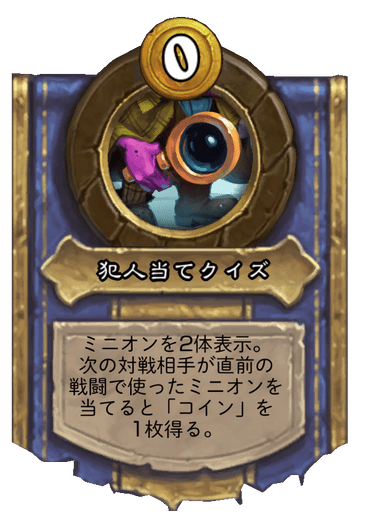 0
犯人当てクイズ
ミニオンを2体表示。
次の対戦相手が直前の
戦闘で使ったミニオンを
当てると「コイン」を
1枚得る。